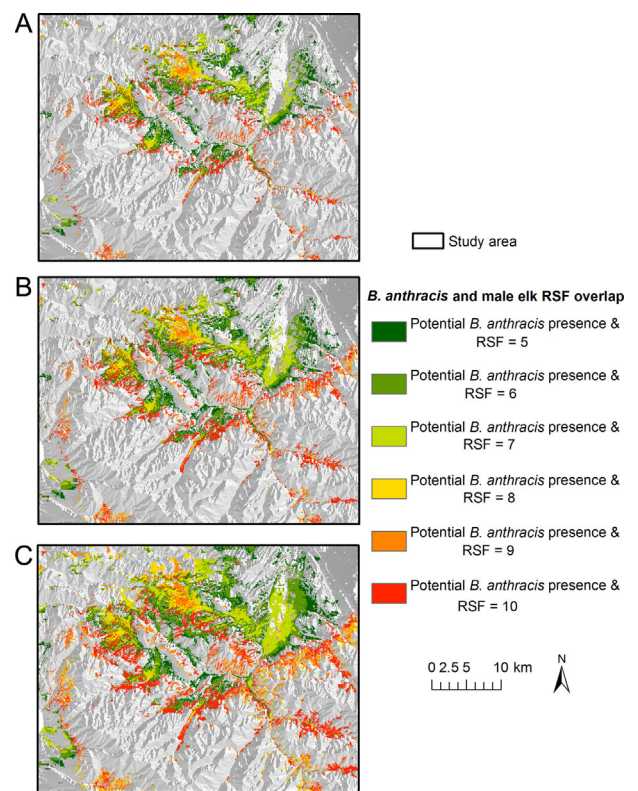 A
B
C
Study area
B. anthracis and male elk RSF overlap
Potential B. anthracis presence &
RSF = 5
Potential B. anthracis presence &
RSF = 6
Potential B. anthracis presence &
RSF = 7
Potential B. anthracis presence &
RSF = 8
Potential B. anthracis presence &
RSF = 9
Potential B. anthracis presence &
RSF = 10
0 2.5 5 10 km
N